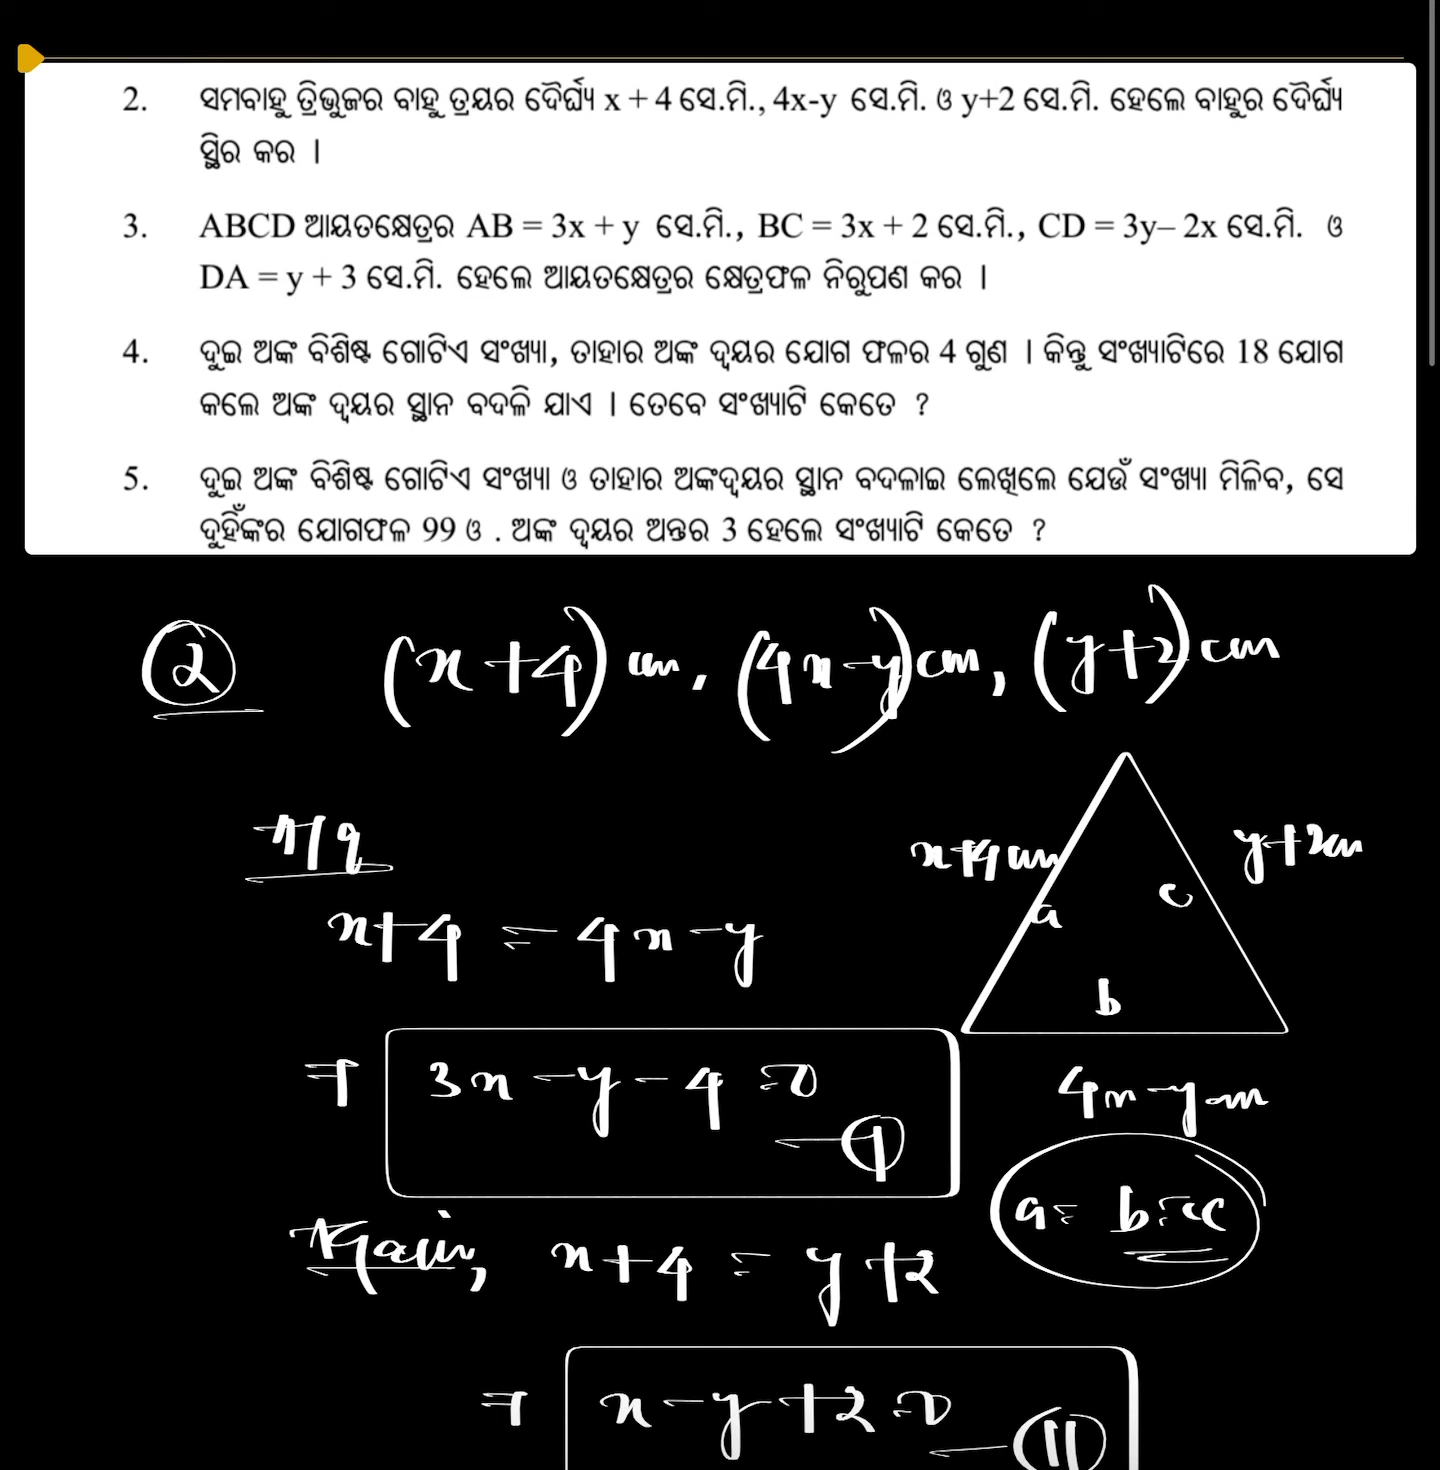 2. ସମବାହୁ ତ୍ରିଭୁଜର ବାହୁ ତ୍ରୟର ଦୈର୍ଘ୍ୟ x + 4 ସେ.ମି., 4x-y ସେ.ମି. ଓ y+2 ସେ.ମି. ହେଲେ ବାହୁର ଦୈର୍ଘ୍ୟ
ସ୍ଥିର କର ।
3. ABCD ଆୟତକ୍ଷେତ୍ରର AB = 3x + y ସେ.ମି., BC = 3x + 2 ସେ.ମି., CD = 3y– 2x ସେ.ମି. ଓ
DA = y + 3 ସେ.ମି. ହେଲେ ଆୟତକ୍ଷେତ୍ରର କ୍ଷେତ୍ରଫଳ ନିରୁପଣ କର ।
4. ଦୁଇ ଅଙ୍କ ବିଶିଷ୍ଟ ଗୋଟିଏ ସଂଖ୍ୟା, ତାହାର ଅଙ୍କ ଦ୍ୱୟର ଯୋଗ ଫଳର 4 ଗୁଣ । କିନ୍ତୁ ସଂଖ୍ୟାଟିରେ 18 ଯୋଗ
କଲେ ଅଙ୍କ ଦ୍ୱୟର ସ୍ଥାନ ବଦଳି ଯାଏ । ତେବେ ସଂଖ୍ୟାଟି କେତେ ?
5. ଦୁଇ ଅଙ୍କ ବିଶିଷ୍ଟ ଗୋଟିଏ ସଂଖ୍ୟା ଓ ତାହାର ଅଙ୍କଦ୍ୱୟର ସ୍ଥାନ ବଦଳାଇ ଲେଖିଲେ ଯେଉଁ ସଂଖ୍ୟା ମିଳିବ, ସେ
ଦୁହିଁଙ୍କର ଯୋଗଫଳ 99 ଓ . ଅଙ୍କ ଦ୍ୱୟର ଅନ୍ତର 3 ହେଲେ ସଂଖ୍ୟାଟି କେତେ ?
2 (x+4) cm, (4x-y) cm, (y+2) cm
A/q
x+4 cm
y+2cm
a
c
x+4 = 4x-y
b
⇒ 3x-y-4=0 —(I)
4x-y cm
a=b=c
Again, x+4 = y+2
⇒ x-y+2=0 —(II)